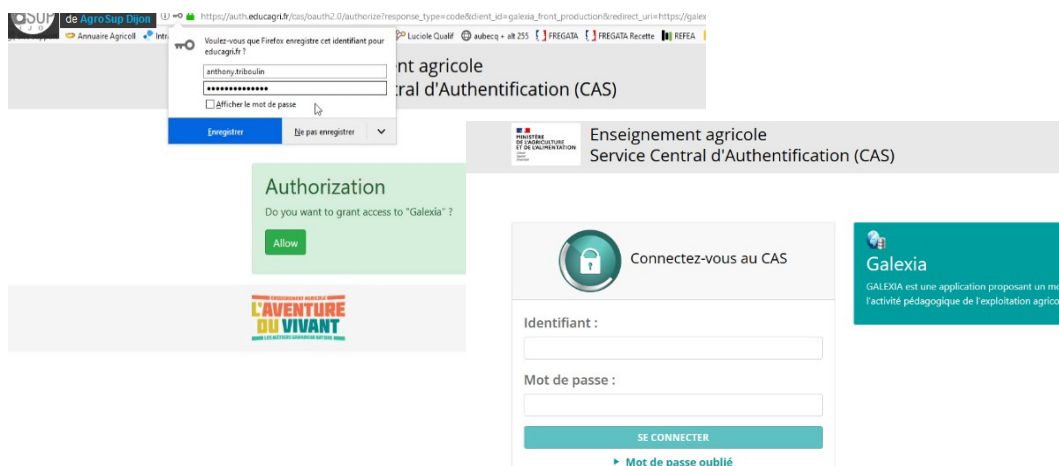 de AgroSup Dijon
https://auth.educagri.fr/cas/oauth2.0/authorize?response_type=code&client_id=galexia_front_production&redirect_uri=https://gale
Annuaire Agricoll
Luciole Qualif
aubecq + alt 255
FREGATA
FREGATA Recette
REFEA
Voulez-vous que Firefox enregistre cet identifiant pour
educagri.fr ?
anthony.triboulin
Afficher le mot de passe
Enregistrer
Ne pas enregistrer
nt agricole
ral d'Authentification (CAS)
Authorization
Do you want to grant access to "Galexia" ?
Allow
ENSEIGNEMENT AGRICOLE
L'AVENTURE
DU VIVANT
MINISTÈRE
DE L'AGRICULTURE
ET DE L'ALIMENTATION
Enseignement agricole
Service Central d'Authentification (CAS)
Connectez-vous au CAS
Identifiant :
Mot de passe :
SE CONNECTER
Mot de passe oublié
Galexia
GALEXIA est une application proposant un
l'activité pédagogique de l'exploitation